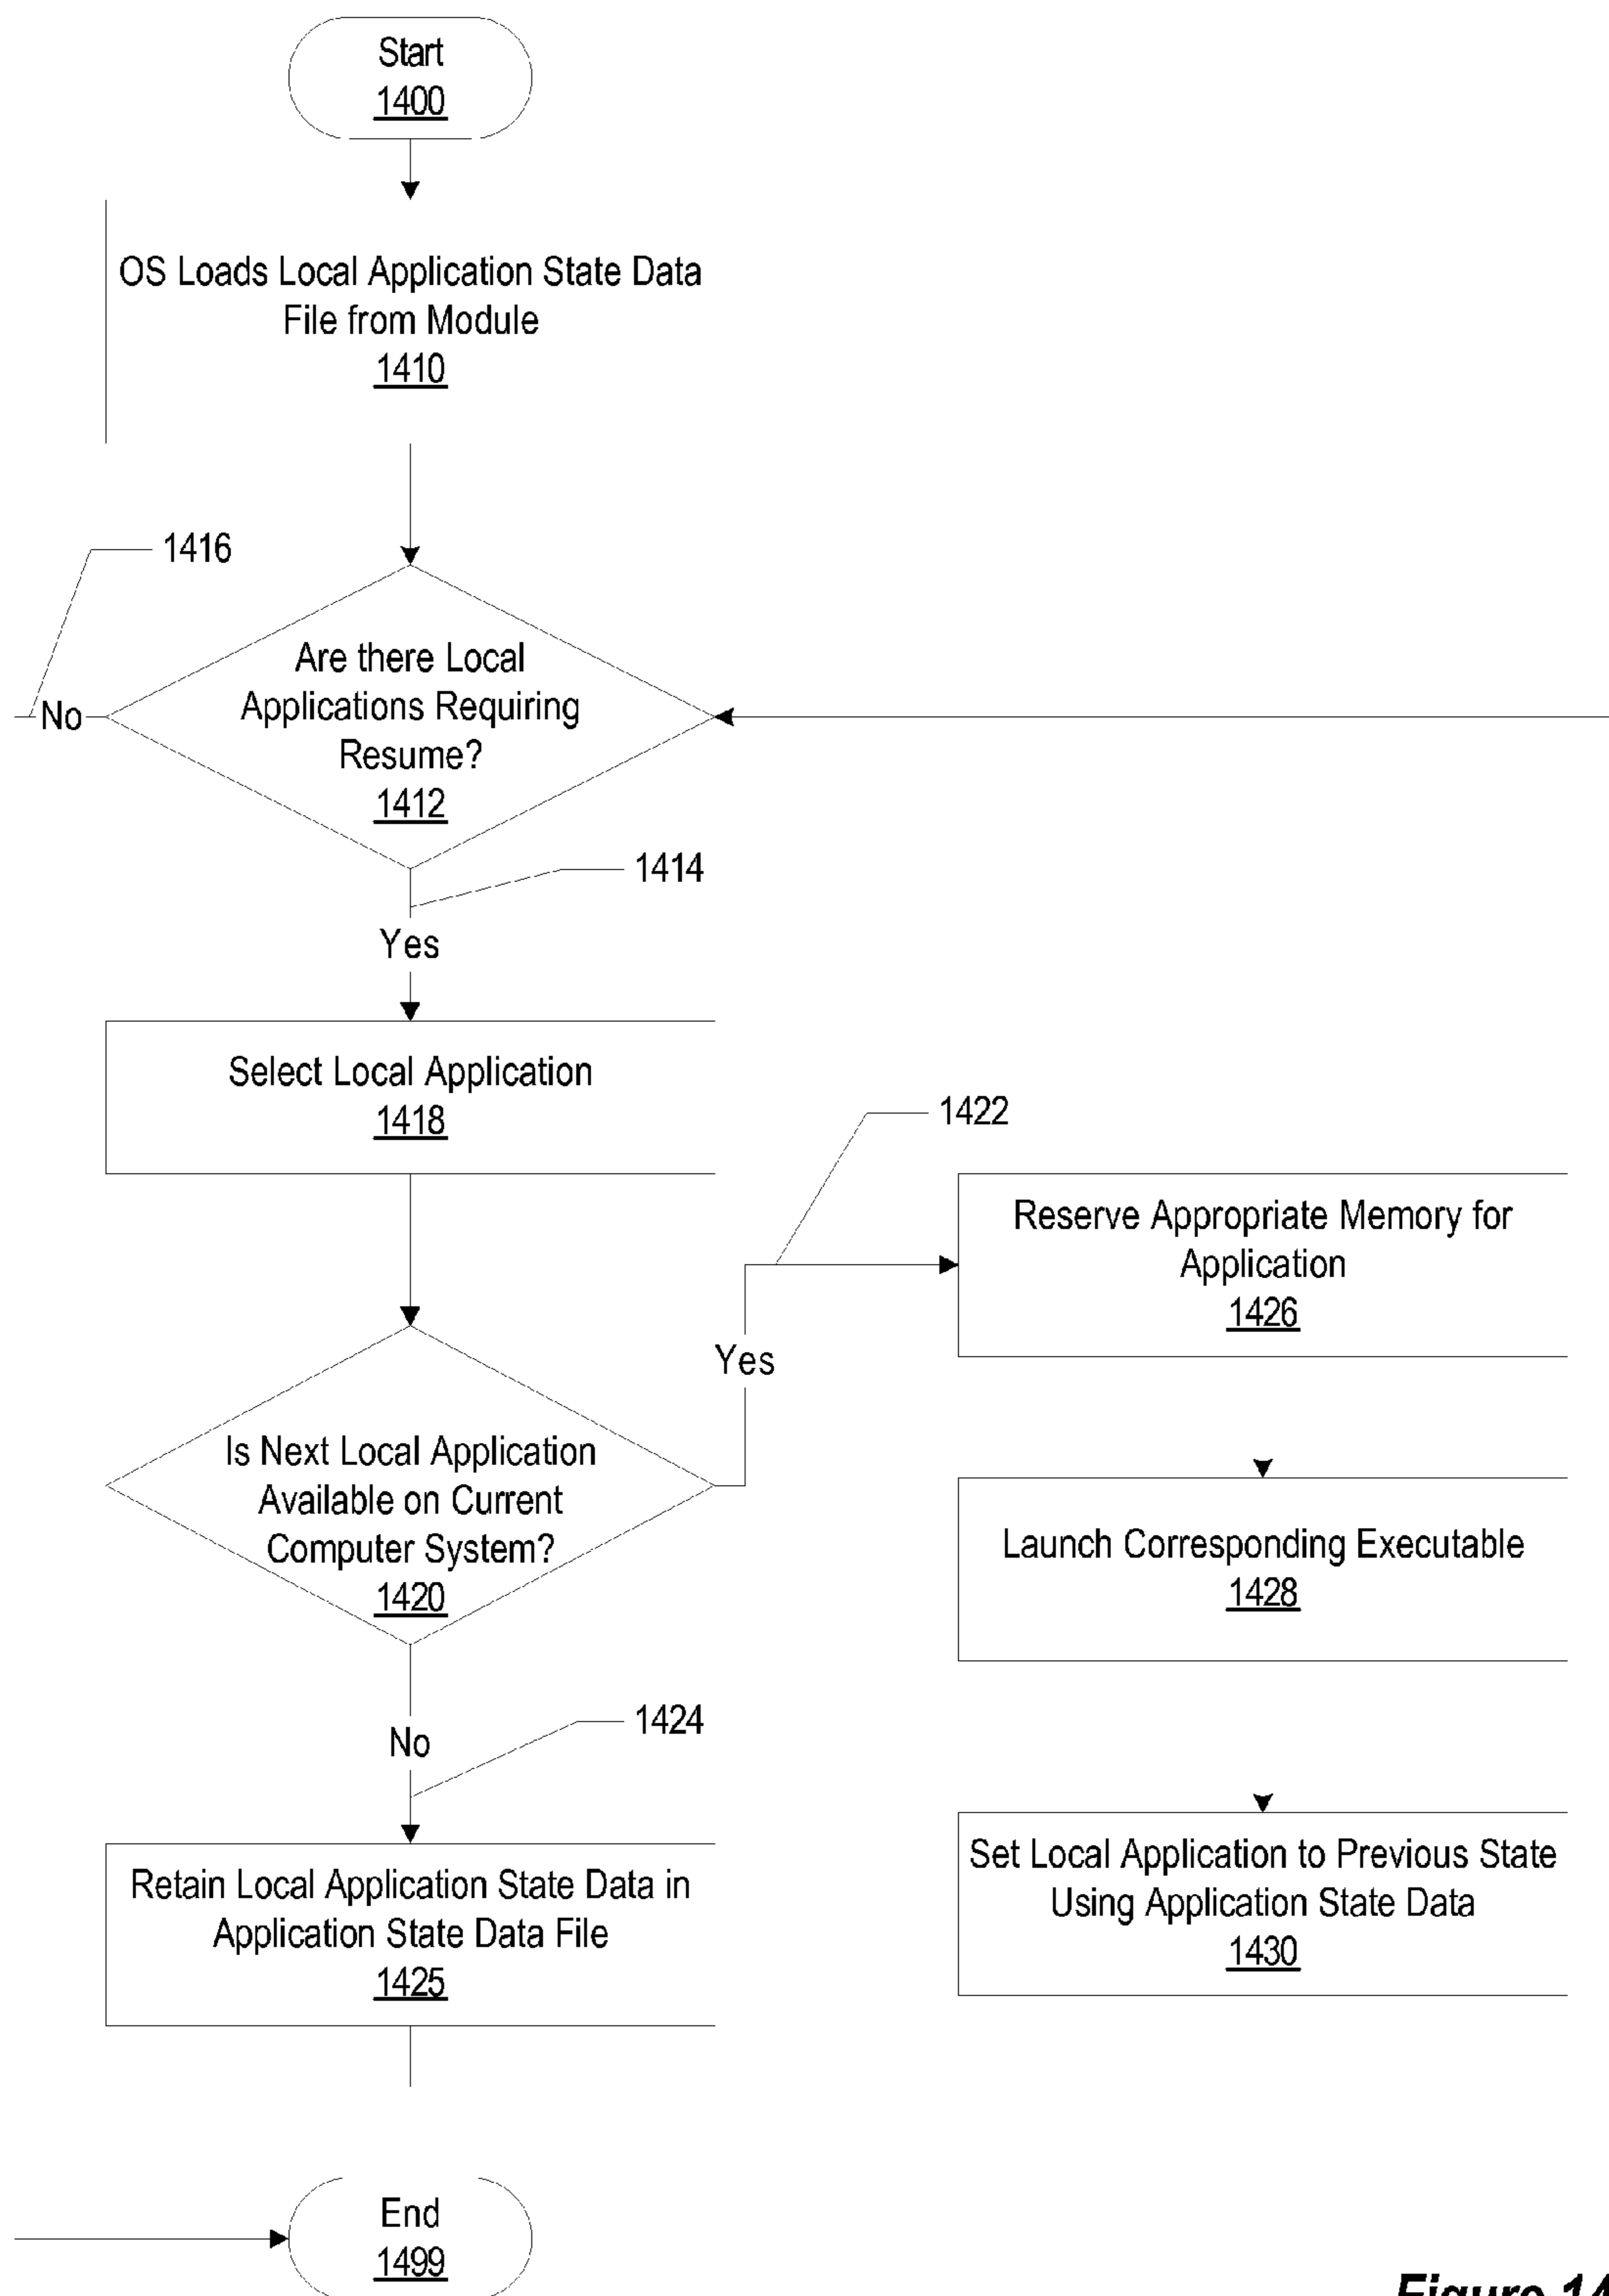 Start
1400
OS Loads Local Application State Data
File from Module
1410
1416
No
Are there Local
Applications Requiring
Resume?
1412
1414
Yes
Select Local Application
1418
1422
Reserve Appropriate Memory for
Application
1426
Yes
Is Next Local Application
Available on Current
Computer System?
1420
Launch Corresponding Executable
1428
No
1424
Retain Local Application State Data in
Application State Data File
1425
Set Local Application to Previous State
Using Application State Data
1430
End
1499
Figure 14